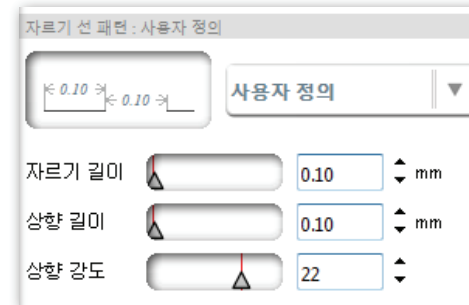 자르기 선 패턴 : 사용자 정의
0.10 0.10 사용자 정의
자르기 길이 0.10 mm
상향 길이 0.10 mm
상향 강도 22